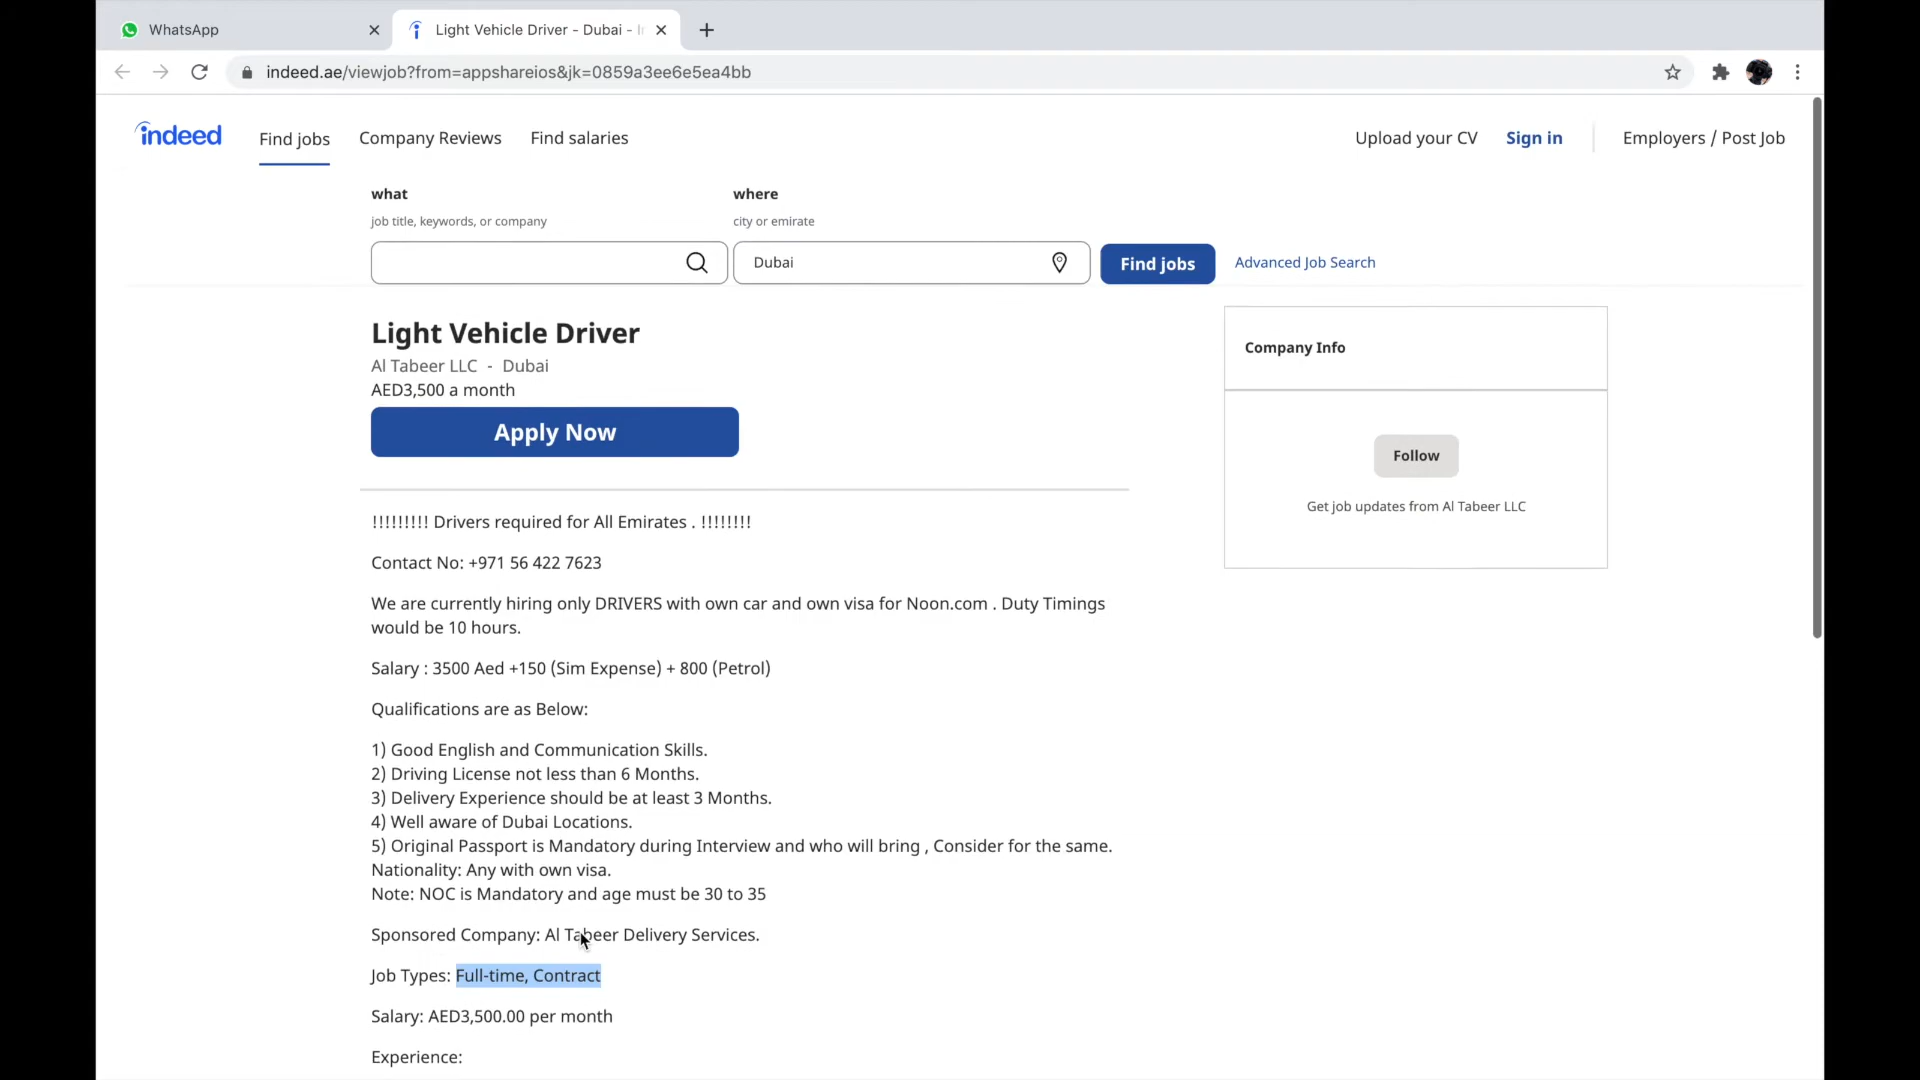 WhatsApp
Light Vehicle Driver - Dubai -
indeed.ae/viewjob?from=appshareios&jk=0859a3ee6e5ea4bb
indeed
Find jobs
Company Reviews
Find salaries
Upload your CV
Sign in
Employers / Post Job
what
where
job title, keywords, or company
city or emirate
Dubai
Find jobs
Advanced Job Search
Light Vehicle Driver
Al Tabeer LLC - Dubai
AED3,500 a month
Apply Now
Company Info
Follow
Get job updates from Al Tabeer LLC
!!!!!!!!! Drivers required for All Emirates . !!!!!!!!
Contact No: +971 56 422 7623
We are currently hiring only DRIVERS with own car and own visa for Noon.com . Duty Timings
would be 10 hours.
Salary : 3500 Aed +150 (Sim Expense) + 800 (Petrol)
Qualifications are as Below:
1) Good English and Communication Skills.
2) Driving License not less than 6 Months.
3) Delivery Experience should be at least 3 Months.
4) Well aware of Dubai Locations.
5) Original Passport is Mandatory during Interview and who will bring , Consider for the same.
Nationality: Any with own visa.
Note: NOC is Mandatory and age must be 30 to 35
Sponsored Company: Al Tabeer Delivery Services.
Job Types: Full-time, Contract
Salary: AED3,500.00 per month
Experience: